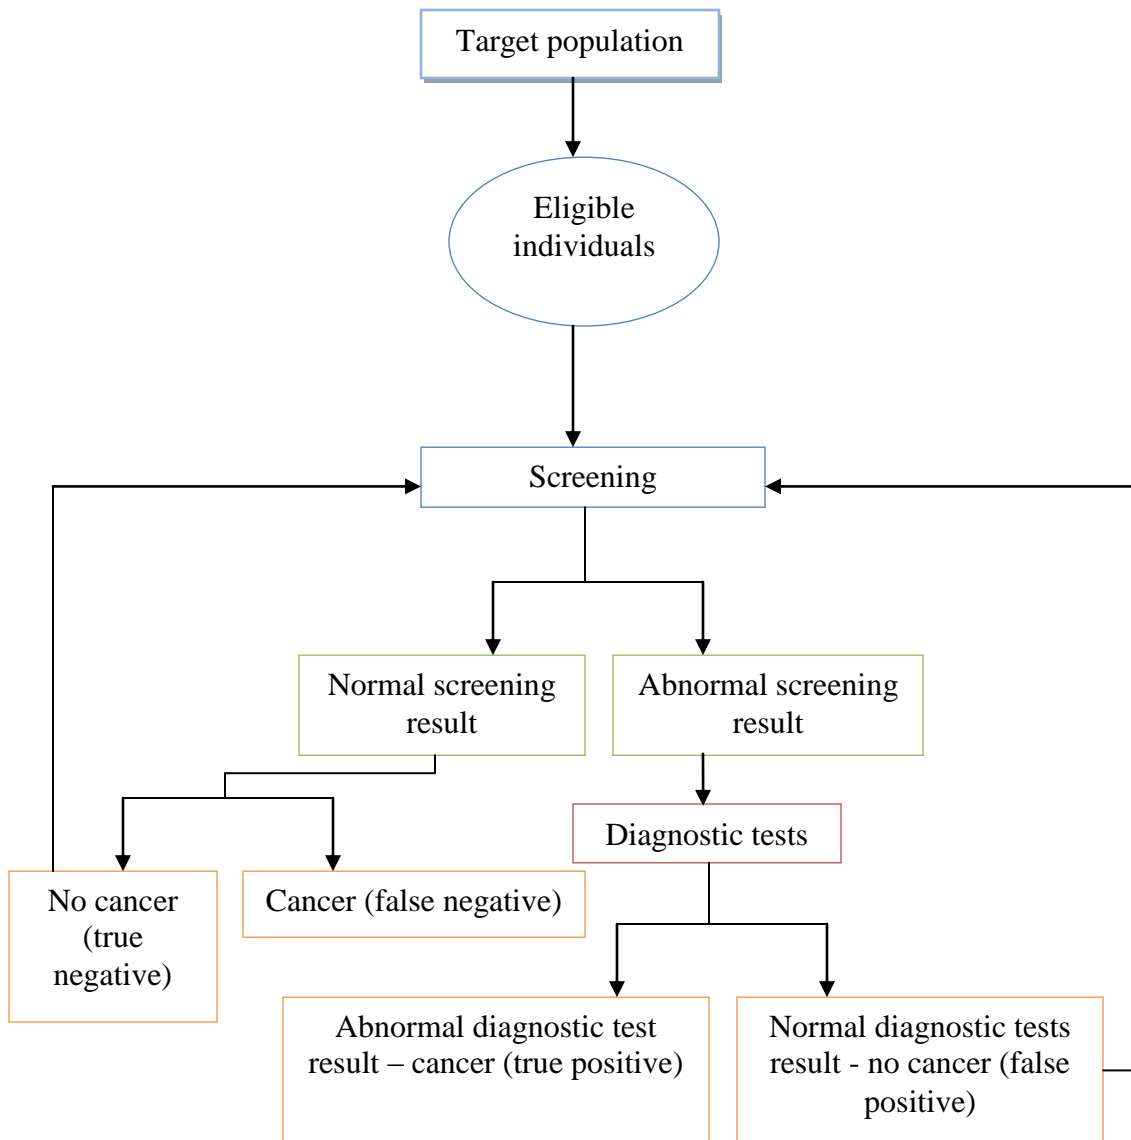 Target population
Eligible
individuals
Screening
Normal screening
result
Abnormal screening
result
Diagnostic tests
No cancer
(true
negative)
Cancer (false negative)
Abnormal diagnostic test
result – cancer (true positive)
Normal diagnostic tests
result - no cancer (false
positive)